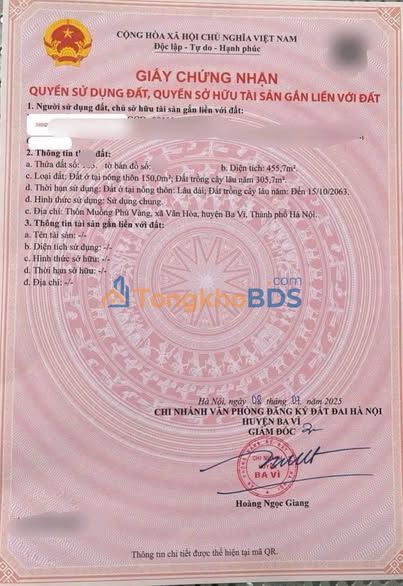 CỘNG HÒA XÃ HỘI CHỦ NGHĨA VIỆT NAM
Độc lập - Tự do - Hạnh phúc
GIẤY CHỨNG NHẬN
QUYỀN SỬ DỤNG ĐẤT, QUYỀN SỞ HỮU TÀI SẢN GẮN LIỀN VỚI ĐẤT
1. Người sử dụng đất, chủ sở hữu tài sản gắn liền với đất:
2. Thông tin đất:
a. Thửa đất số: tờ bản đồ số: b. Diện tích: 455,7m²
c. Loại đất: Đất ở tại nông thôn 150,0m²; Đất trồng cây lâu năm 305,7m².
d. Thời hạn sử dụng: Đất ở tại nông thôn: Lâu dài; Đất trồng cây lâu năm: Đến 15/10/2063.
đ. Hình thức sử dụng: Sử dụng chung.
e. Địa chỉ: Thôn Muồng Phú Vàng, xã Vân Hòa, huyện Ba Vì, Thành phố Hà Nội.
3. Thông tin tài sản gắn liền với đất:
a. Tên tài sản: -/-
b. Diện tích sử dụng: -/-
c. Hình thức sở hữu: -/-
d. Thời hạn sở hữu: -/-
đ. Địa chỉ: -/-
TongkhoBDS.com
Hà Nội, ngày 08 tháng 07 năm 2025
CHI NHÁNH VĂN PHÒNG ĐĂNG KÝ ĐẤT ĐAI HÀ NỘI
HUYỆN BA VÌ
GIÁM ĐỐC
CHI NHÁNH
BA VÌ
Hoàng Ngọc Giang
Thông tin chi tiết được thể hiện tại mã QR.